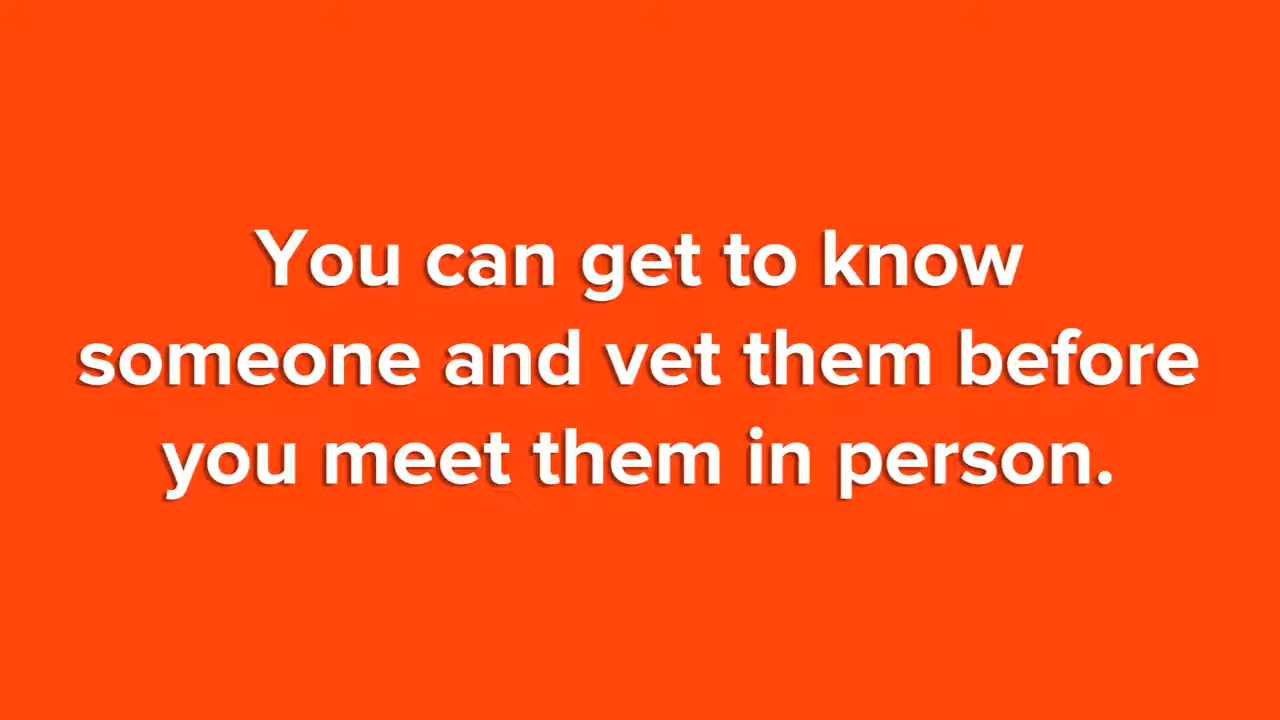 You can get to know
someone and vet them before
you meet them in person.